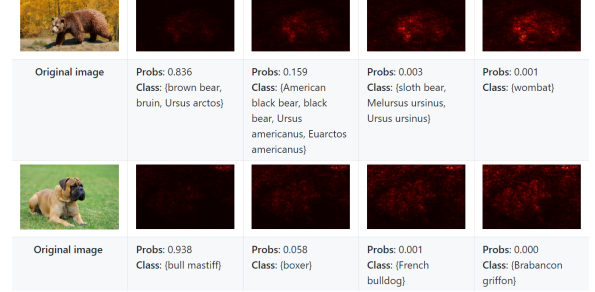 Original image
Probs: 0.836
Class: {brown bear,
bruin, Ursus arctos}
Probs: 0.159
Class: {American
black bear, black
bear, Ursus
americanus, Euarctos
americanus}
Probs: 0.003
Class: {sloth bear,
Melursus ursinus,
Ursus ursinus}
Probs: 0.001
Class: {wombat}
Original image
Probs: 0.938
Class: {bull mastiff}
Probs: 0.058
Class: {boxer}
Probs: 0.001
Class: {French
bulldog}
Probs: 0.000
Class: {Brabancon
griffon}